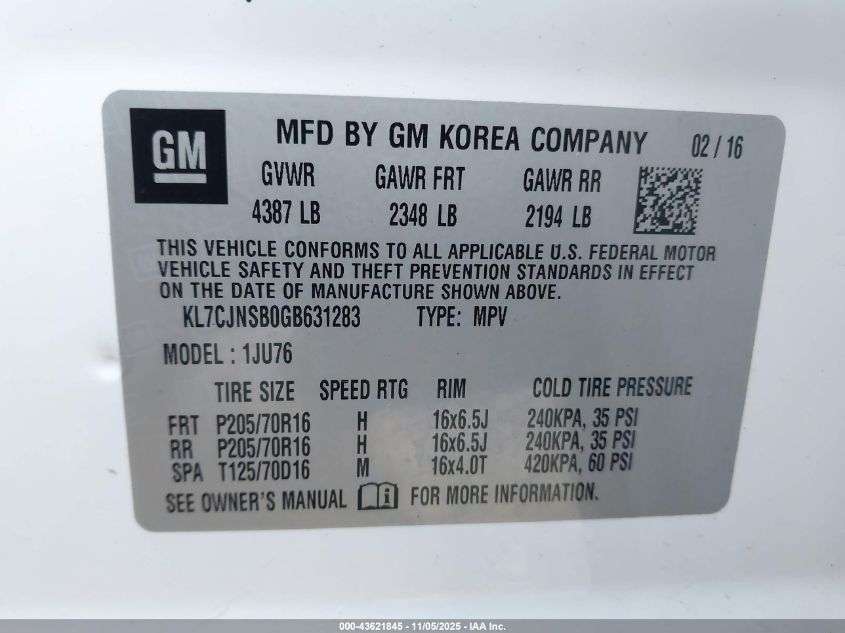 GM
MFD BY GM KOREA COMPANY 02/16
GVWR GAWR FRT GAWR RR
4387 LB 2348 LB 2194 LB
THIS VEHICLE CONFORMS TO ALL APPLICABLE U.S. FEDERAL MOTOR
VEHICLE SAFETY AND THEFT PREVENTION STANDARDS IN EFFECT
ON THE DATE OF MANUFACTURE SHOWN ABOVE.
KL7CJNSB0GB631283 TYPE: MPV
MODEL : 1JU76
TIRE SIZE SPEED RTG RIM COLD TIRE PRESSURE
FRT P205/70R16 H 16x6.5J 240KPA, 35 PSI
RR P205/70R16 H 16x6.5J 240KPA, 35 PSI
SPA T125/70D16 M 16x4.0T 420KPA, 60 PSI
SEE OWNER'S MANUAL i FOR MORE INFORMATION.
000-43621845 - 11/05/2025 - IAA Inc.